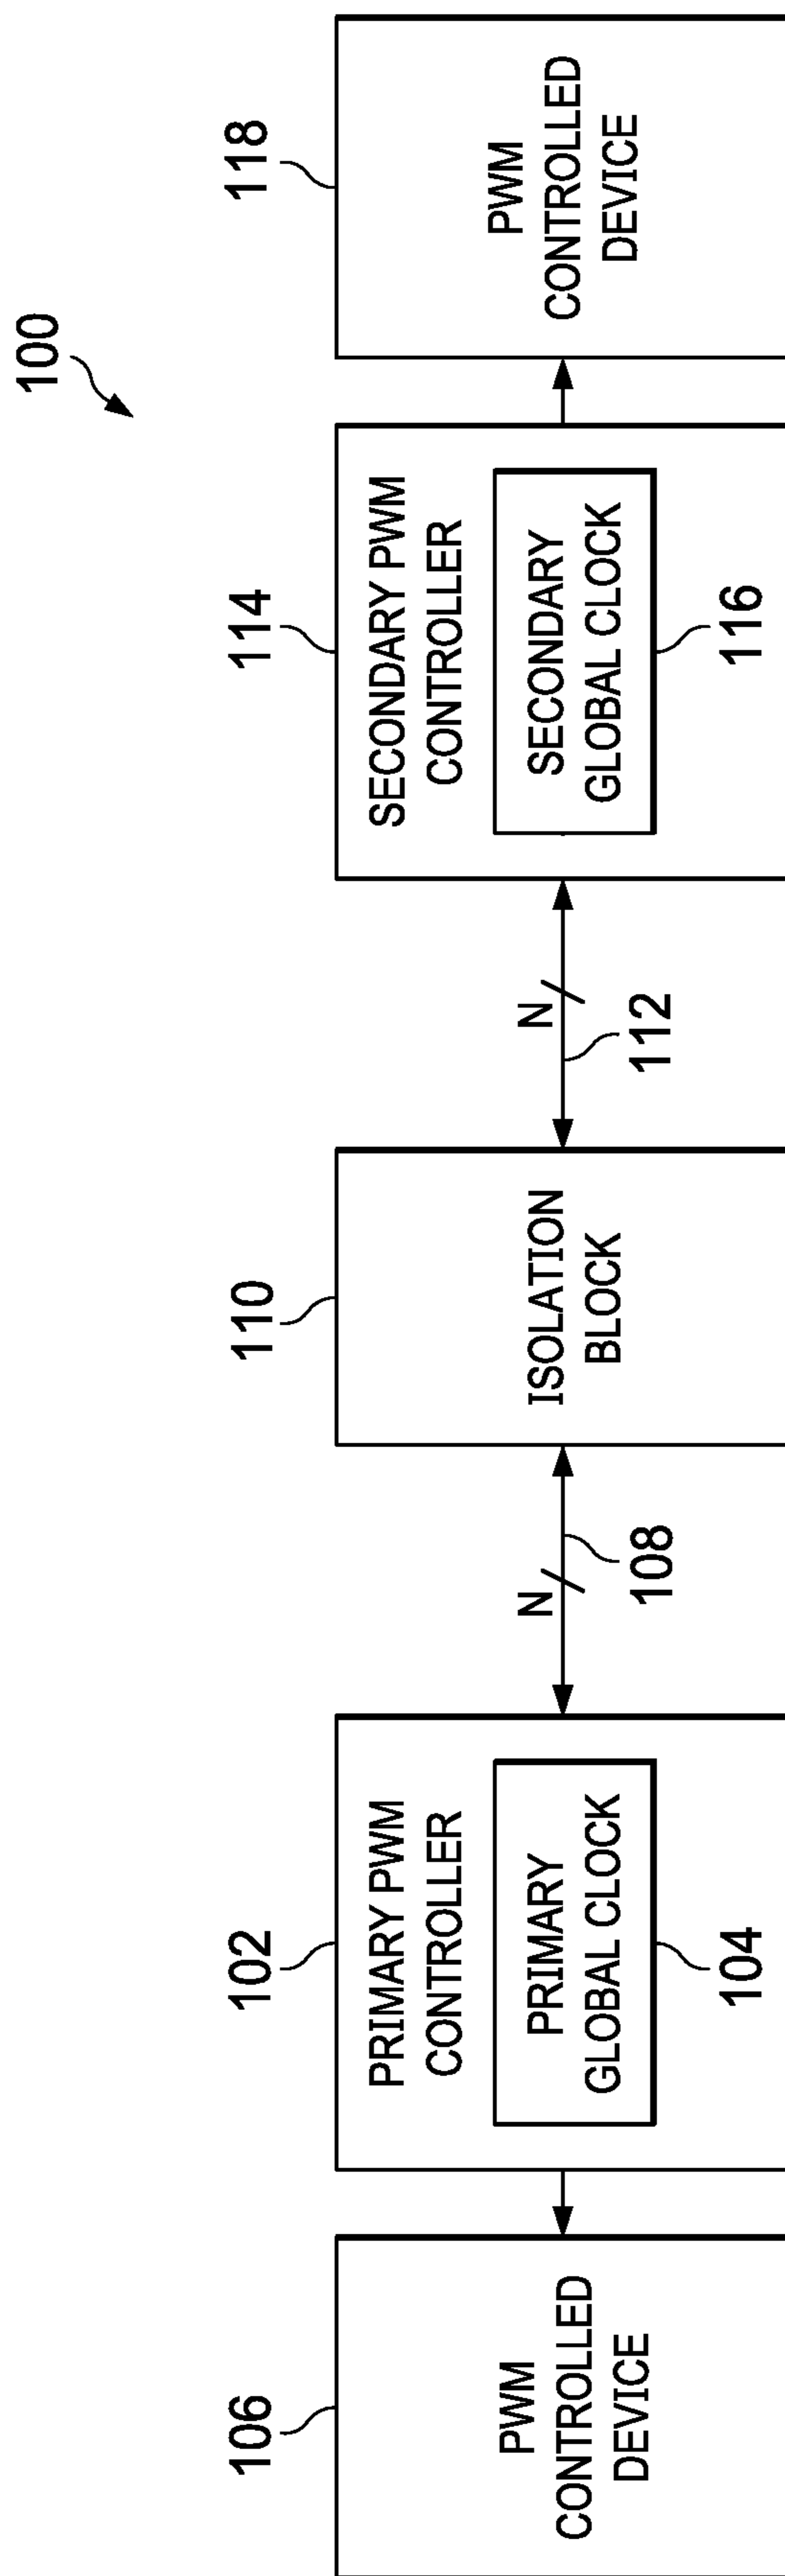 100
106
PWM
CONTROLLED
DEVICE
102
PRIMARY PWM
CONTROLLER
PRIMARY
GLOBAL CLOCK
104
N
108
110
ISOLATION
BLOCK
N
112
114
SECONDARY PWM
CONTROLLER
SECONDARY
GLOBAL CLOCK
116
118
PWM
CONTROLLED
DEVICE